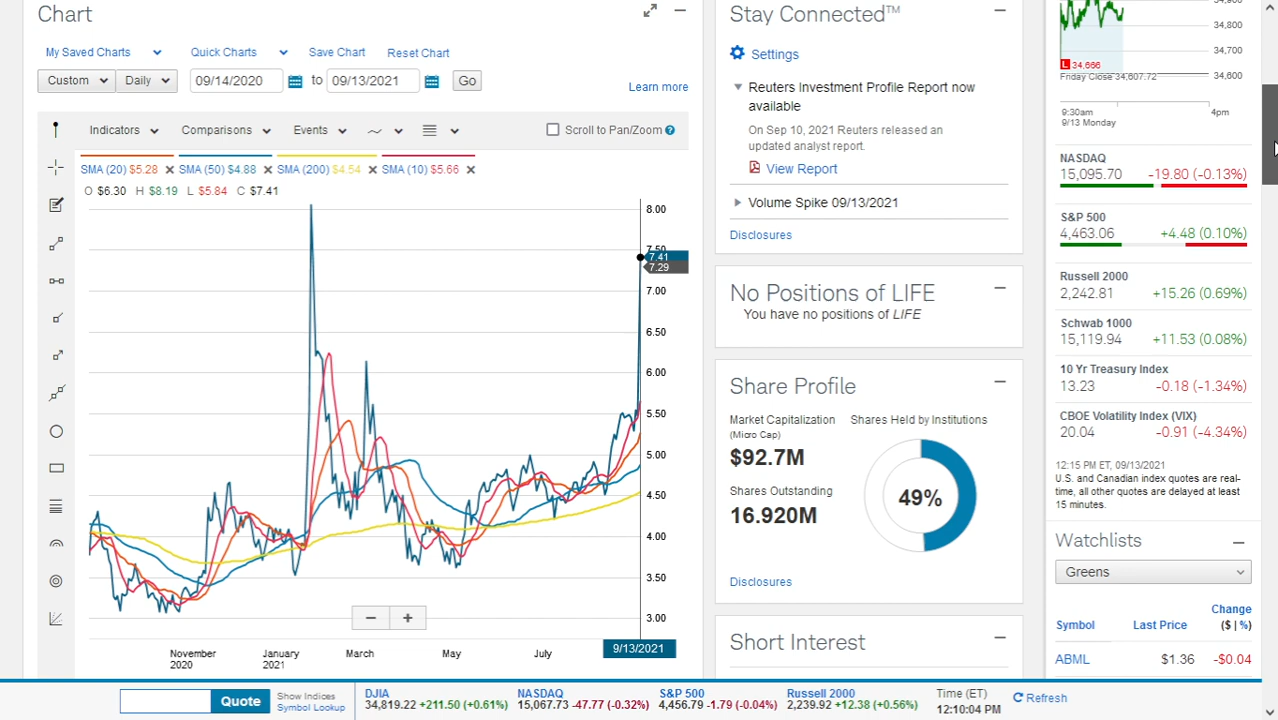 Chart
My Saved Charts Quick Charts Save Chart Reset Chart
Custom Daily 09/14/2020 to 09/13/2021 Go
Learn more
Indicators Comparisons Events Scroll to Pan/Zoom ?
SMA (20) $5.28 SMA (50) $4.88 SMA (200) $4.54 SMA (10) $5.66
O $6.30 H $8.19 L $5.84 C $7.41
8.00
7.50
7.41
7.29
7.00
6.50
6.00
5.50
5.00
4.50
4.00
3.50
3.00
November 2020
January 2021
March
May
July
9/13/2021
Stay Connected™
Settings
Reuters Investment Profile Report now
available
On Sep 10, 2021 Reuters released an
updated analyst report.
View Report
Volume Spike 09/13/2021
Disclosures
No Positions of LIFE
You have no positions of LIFE
Share Profile
Market Capitalization
(Micro Cap)
$92.7M
Shares Outstanding
16.920M
Shares Held by Institutions
49%
Disclosures
Short Interest
34,800
34,700
L 34,666
Friday Close 34,607.72
34,600
9:30am 4pm
9/13 Monday
NASDAQ
15,095.70 -19.80 (-0.13%)
S&P 500
4,463.06 +4.48 (0.10%)
Russell 2000
2,242.81 +15.26 (0.69%)
Schwab 1000
15,119.94 +11.53 (0.08%)
10 Yr Treasury Index
13.23 -0.18 (-1.34%)
CBOE Volatility Index (VIX)
20.04 -0.91 (-4.34%)
12:15 PM ET, 09/13/2021
U.S. and Canadian index quotes are real-
time, all other quotes are delayed at least
15 minutes.
Watchlists
Greens
Change
Symbol Last Price ($ | %)
ABML $1.36 -$0.04
Quote
Show Indices
Symbol Lookup
DJIA
34,819.22 +211.50 (+0.61%)
NASDAQ
15,067.73 -47.77 (-0.32%)
S&P 500
4,456.79 -1.79 (-0.04%)
Russell 2000
2,239.92 +12.38 (+0.56%)
Time (ET)
12:10:04 PM
Refresh